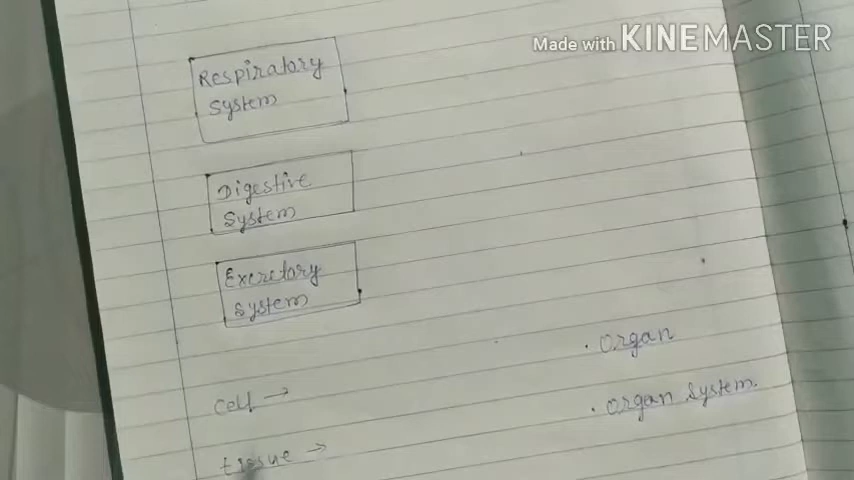 Made with KINEMASTER
Respiratory
System
Digestive
System
Excretory
System
Organ
Cell →
Organ System
tissue →